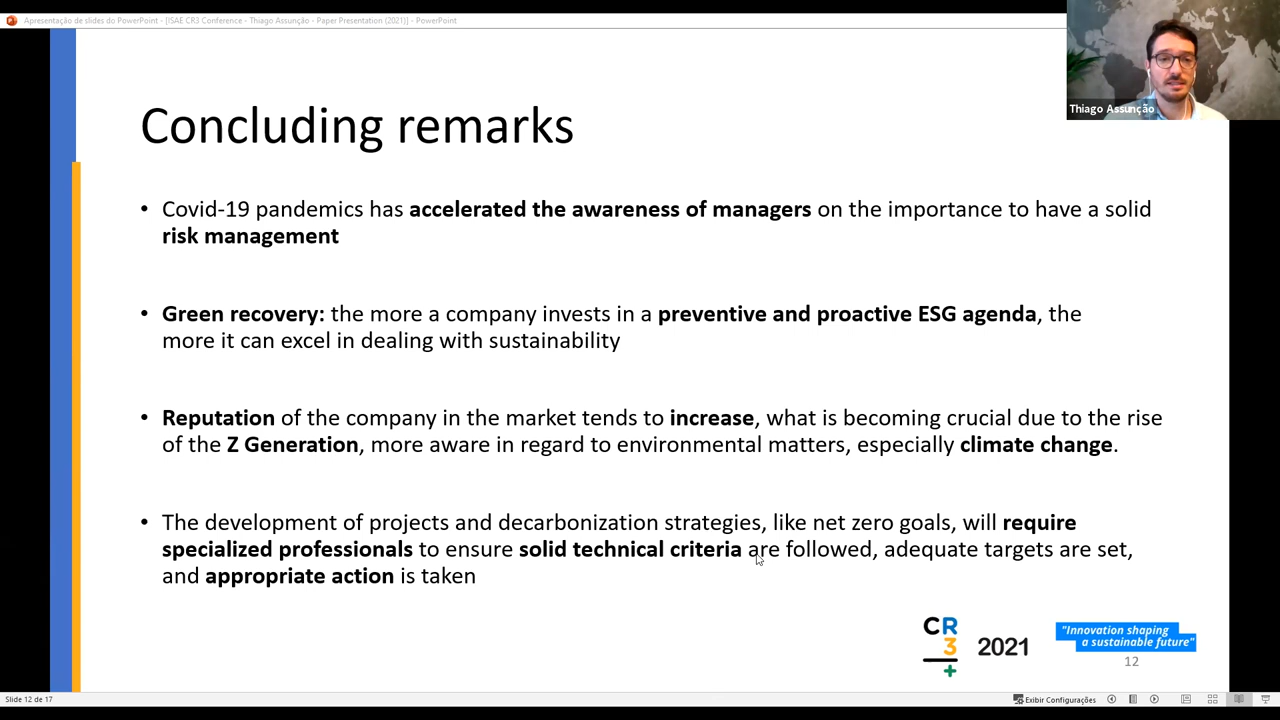 Apresentação de slides do PowerPoint - [ISAE CR3 Conference - Thiago Assunção - Paper Presentation (2021)] - PowerPoint
Thiago Assunção
Concluding remarks
• Covid-19 pandemics has accelerated the awareness of managers on the importance to have a solid
risk management
• Green recovery: the more a company invests in a preventive and proactive ESG agenda, the
more it can excel in dealing with sustainability
• Reputation of the company in the market tends to increase, what is becoming crucial due to the rise
of the Z Generation, more aware in regard to environmental matters, especially climate change.
• The development of projects and decarbonization strategies, like net zero goals, will require
specialized professionals to ensure solid technical criteria are followed, adequate targets are set,
and appropriate action is taken
CR
3
+
2021
"Innovation shaping
a sustainable future"
12
Slide 12 de 17
Exibir Configurações